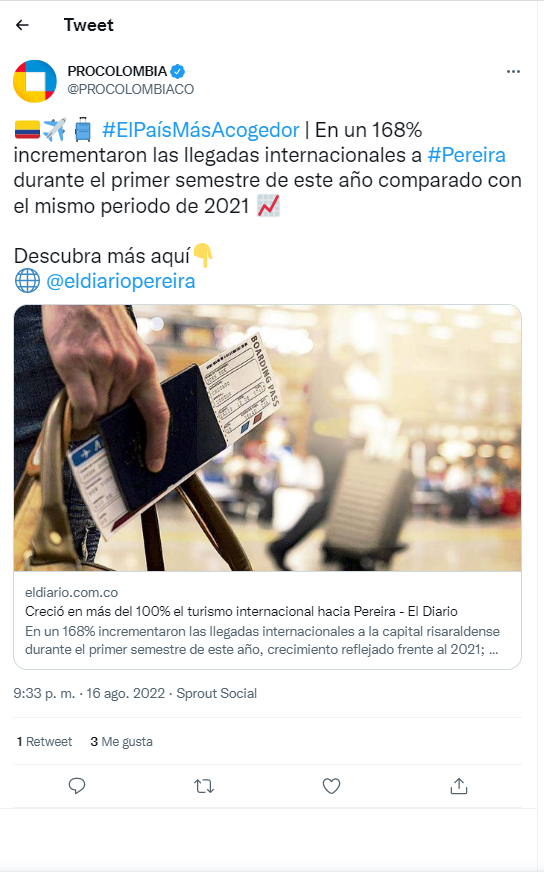 Tweet
PROCOLOMBIA
@PROCOLOMBIACO
#ElPaísMásAcogedor | En un 168%
incrementaron las llegadas internacionales a #Pereira
durante el primer semestre de este año comparado con
el mismo periodo de 2021
Descubra más aquí
@eldiariopereira
BOARDING PASS
eldiario.com.co
Creció en más del 100% el turismo internacional hacia Pereira - El Diario
En un 168% incrementaron las llegadas internacionales a la capital risaraldense
durante el primer semestre de este año, crecimiento reflejado frente al 2021; ...
9:33 p. m. · 16 ago. 2022 · Sprout Social
1 Retweet 3 Me gusta